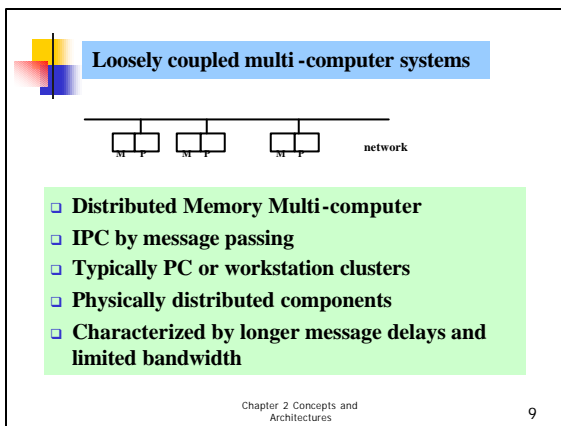 Loosely coupled multi-computer systems
M P M P M P network
Distributed Memory Multi-computer
IPC by message passing
Typically PC or workstation clusters
Physically distributed components
Characterized by longer message delays and
limited bandwidth
Chapter 2 Concepts and
Architectures
9